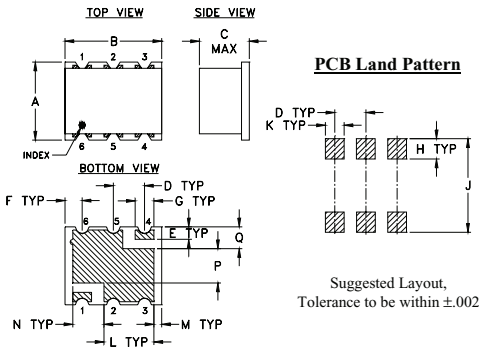 TOP VIEW
SIDE VIEW
B
C
MAX
1 2 3
A
6 5 4
INDEX
BOTTOM VIEW
D TYP
F TYP
G TYP
6 5 4
E TYP
Q
P
1 2 3
N TYP
M TYP
L TYP
PCB Land Pattern
D TYP
K TYP
H TYP
J
Suggested Layout,
Tolerance to be within ±.002